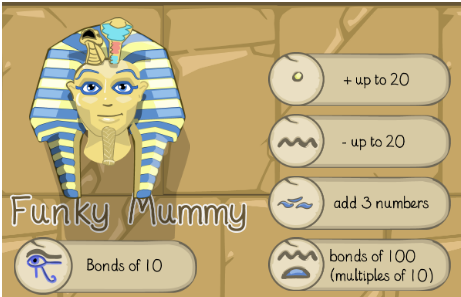 Funky Mummy
Bonds of 10
+ up to 20
- up to 20
add 3 numbers
bonds of 100
(multiples of 10)